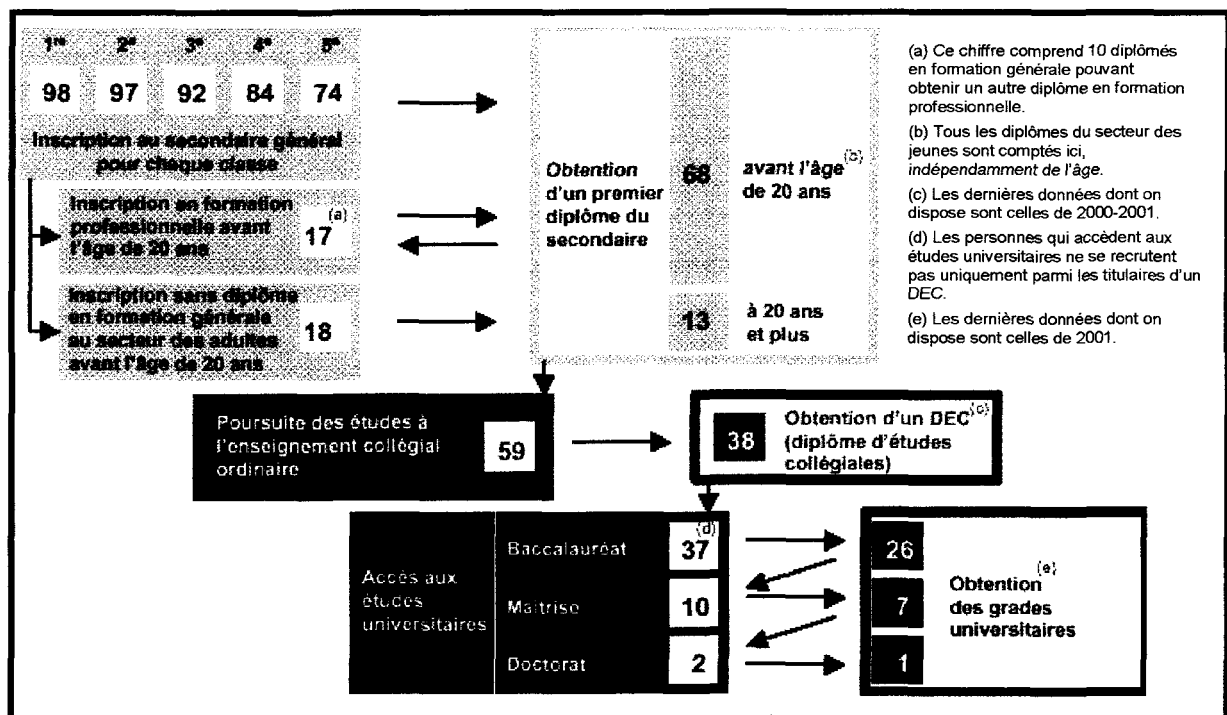 1re 2e 3e 4e 5e
98 97 92 84 74
Inscription au secondaire général
pour chaque classe
Inscription en formation
professionnelle avant
l'âge de 20 ans
17 (a)
Inscription sans diplôme
en formation générale
au secteur des adultes
avant l'âge de 20 ans
18
Obtention
d'un premier
diplôme du
secondaire
68
avant l'âge (b)
de 20 ans
13
à 20 ans
et plus
(a) Ce chiffre comprend 10 diplômés
en formation générale pouvant
obtenir un autre diplôme en formation
professionnelle.
(b) Tous les diplômes du secteur des
jeunes sont comptés ici,
indépendamment de l'âge.
(c) Les dernières données dont on
dispose sont celles de 2000-2001.
(d) Les personnes qui accèdent aux
études universitaires ne se recrutent
pas uniquement parmi les titulaires d'un
DEC.
(e) Les dernières données dont on
dispose sont celles de 2001.
Poursuite des études à
l'enseignement collégial
ordinaire
59
38
Obtention d'un DEC (c)
(diplôme d'études
collégiales)
Accès aux
études
universitaires
Baccalauréat 37 (d)
Maîtrise 10
Doctorat 2
26
7
1
Obtention (e)
des grades
universitaires